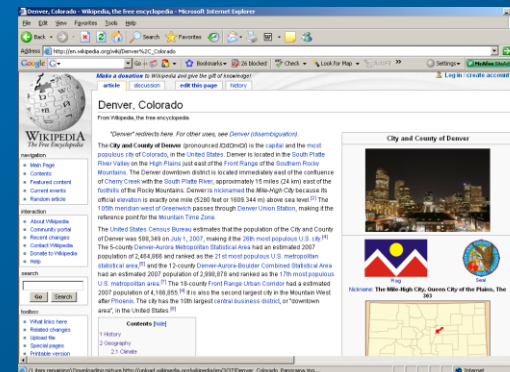 Denver, Colorado - Wikipedia, the free encyclopedia - Microsoft Internet Explorer
File Edit View Favorites Tools Help
Back Search Favorites
Address http://en.wikipedia.org/wiki/Denver%2C_Colorado
Google Go Bookmarks 26 blocked Check Look for Map Settings McAfee SiteAdvisor
Make a donation to Wikipedia and give the gift of knowledge!
Log in / create account
article discussion edit this page history
Denver, Colorado
From Wikipedia, the free encyclopedia
"Denver" redirects here. For other uses, see Denver (disambiguation).
The City and County of Denver (pronounced is the capital and the most
populous city of Colorado, in the United States. Denver is located in the South Platte
River Valley on the High Plains just east of the Front Range of the Southern Rocky
Mountains. The Denver downtown district is located immediately east of the confluence
of Cherry Creek with the South Platte River, approximately 15 miles (24 km) east of the
foothills of the Rocky Mountains. Denver is nicknamed the Mile-High City because its
official elevation is exactly one mile (5280 feet or 1609.344 m) above sea level.[2] The
105th meridian west of Greenwich passes through Denver Union Station, making it the
reference point for the Mountain Time Zone.
The United States Census Bureau estimates that the population of the City and County
of Denver was 588,349 on July 1, 2007, making it the 26th most populous U.S. city.[4]
The 5-county Denver-Aurora Metropolitan Statistical Area had an estimated 2007
population of 2,464,866 and ranked as the 21st most populous U.S. metropolitan
statistical area,[5] and the 12-county Denver-Aurora-Boulder Combined Statistical Area
had an estimated 2007 population of 2,998,878 and ranked as the 17th most populous
U.S. metropolitan area.[7] The 18-county Front Range Urban Corridor had a estimated
2007 population of 4,166,855.[6] It is also the second largest city in the Mountain West
after Phoenix. The city has the 10th largest central business district, or "downtown
area", in the United States.[8]
Contents [hide]
1 History
2 Geography
2.1 Climate
City and County of Denver
Flag Seal
Nickname: The Mile-High City, Queen City of the Plains, The
303
WIKIPEDIA
The Free Encyclopedia
navigation
Main Page
Contents
Featured content
Current events
Random article
interaction
About Wikipedia
Community portal
Recent changes
Contact Wikipedia
Donate to Wikipedia
Help
search
Go Search
toolbox
What links here
Related changes
Upload file
Special pages
Printable version
Internet